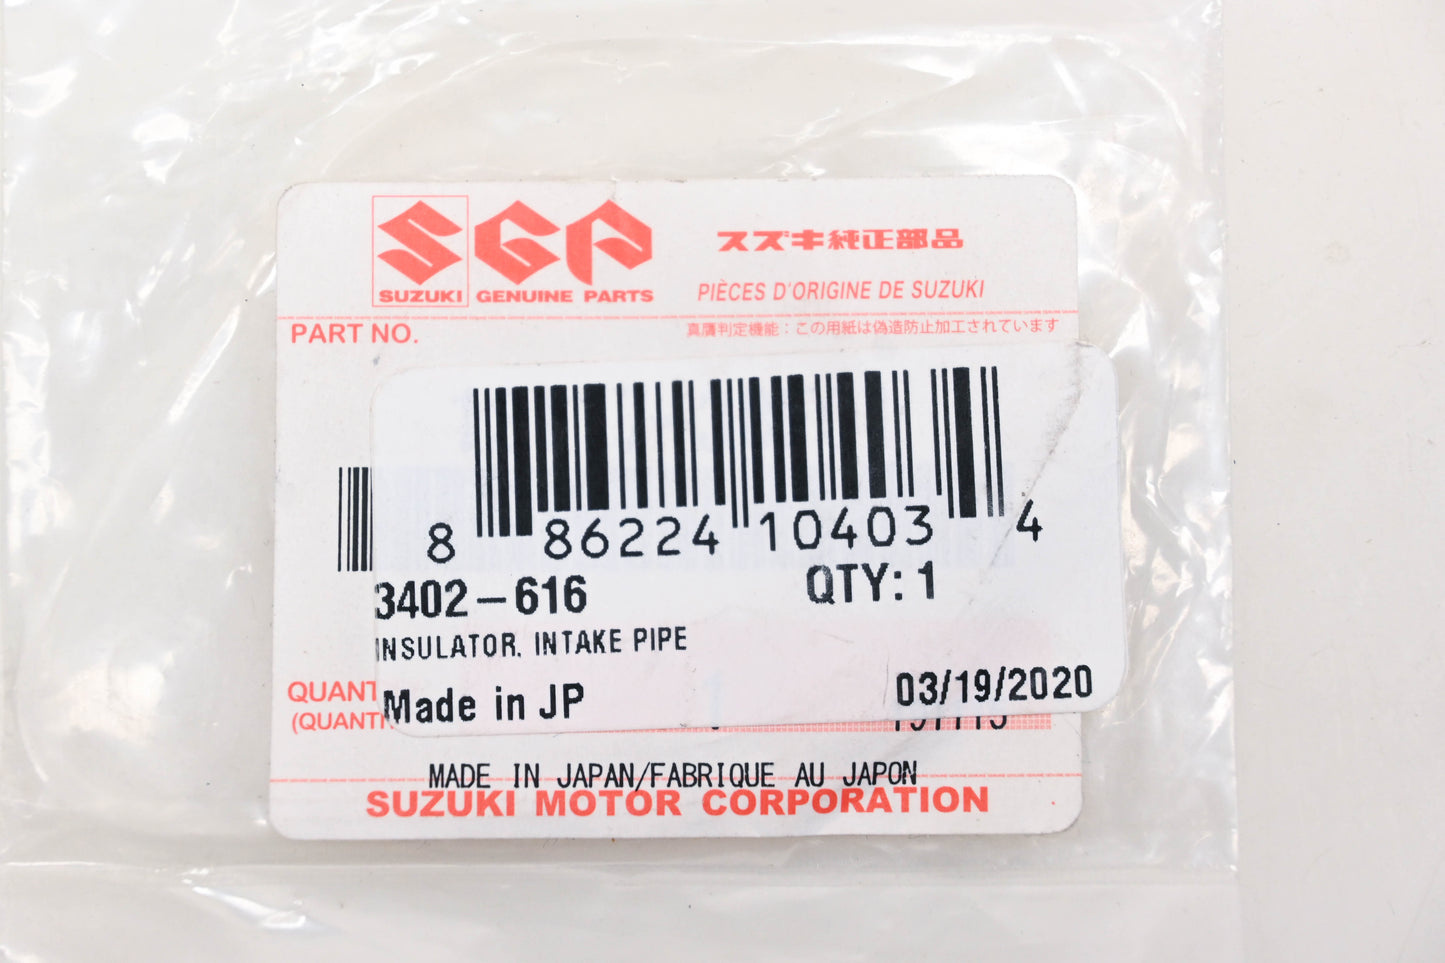 SUZUKI
SGP
GENUINE PARTS
スズキ純正部品
PIÈCES D'ORIGINE DE SUZUKI
PART NO.
真贋判定機能：この用紙は偽造防止加工されています
8 86224 10403 4
3402-616
QTY: 1
INSULATOR, INTAKE PIPE
QUANT
(QUANTI
Made in JP
03/19/2020
MADE IN JAPAN/FABRIQUE AU JAPON
SUZUKI MOTOR CORPORATION